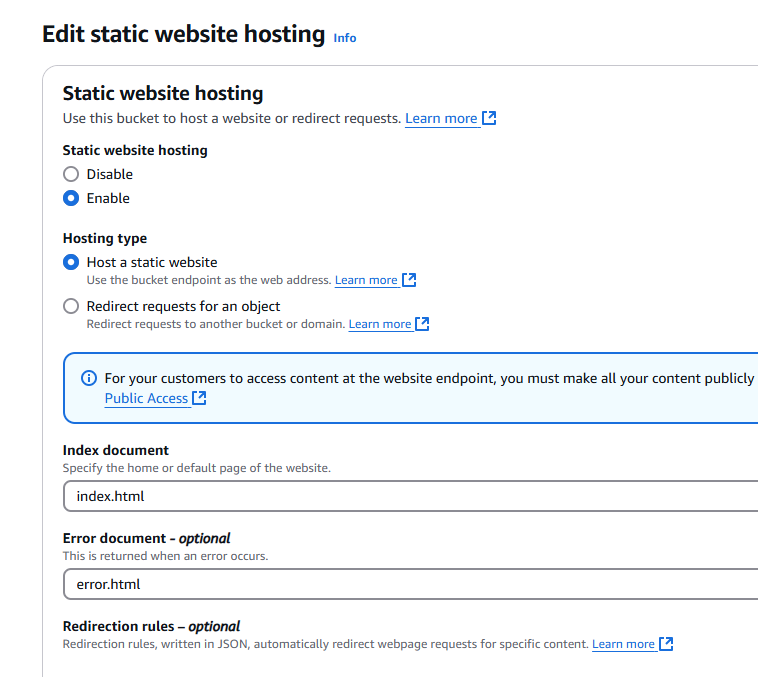 Edit static website hosting Info
Static website hosting
Use this bucket to host a website or redirect requests. Learn more
Static website hosting
Disable
Enable
Hosting type
Host a static website
Use the bucket endpoint as the web address. Learn more
Redirect requests for an object
Redirect requests to another bucket or domain. Learn more
For your customers to access content at the website endpoint, you must make all your content publicly
Public Access
Index document
Specify the home or default page of the website.
index.html
Error document - optional
This is returned when an error occurs.
error.html
Redirection rules – optional
Redirection rules, written in JSON, automatically redirect webpage requests for specific content. Learn more